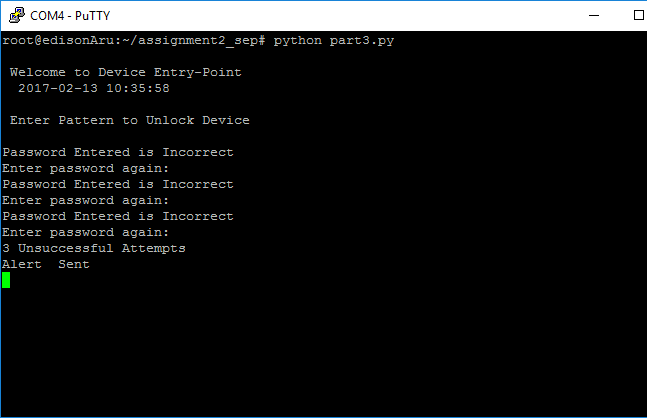 COM4 - PuTTY
root@edisonAru:~/assignment2_sep# python part3.py
Welcome to Device Entry-Point
2017-02-13 10:35:58
Enter Pattern to Unlock Device
Password Entered is Incorrect
Enter password again:
Password Entered is Incorrect
Enter password again:
Password Entered is Incorrect
Enter password again:
3 Unsuccessful Attempts
Alert  Sent